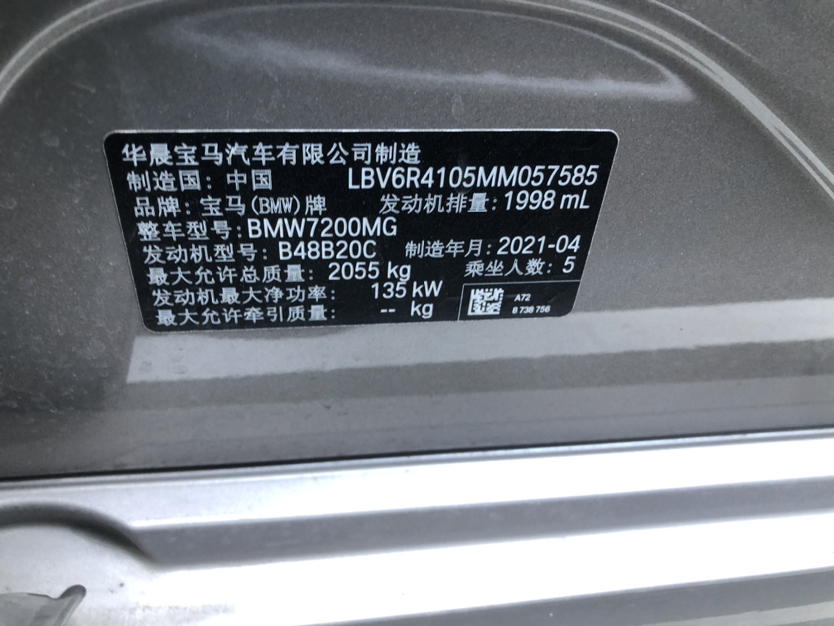 华晨宝马汽车有限公司制造
制造国: 中国 LBV6R4105MM057585
品牌: 宝马(BMW)牌 发动机排量: 1998 mL
整车型号: BMW7200MG
发动机型号: B48B20C 制造年月: 2021-04
最大允许总质量: 2055 kg 乘坐人数: 5
发动机最大净功率: 135 kW
最大允许牵引质量: -- kg
A72
8 738 756